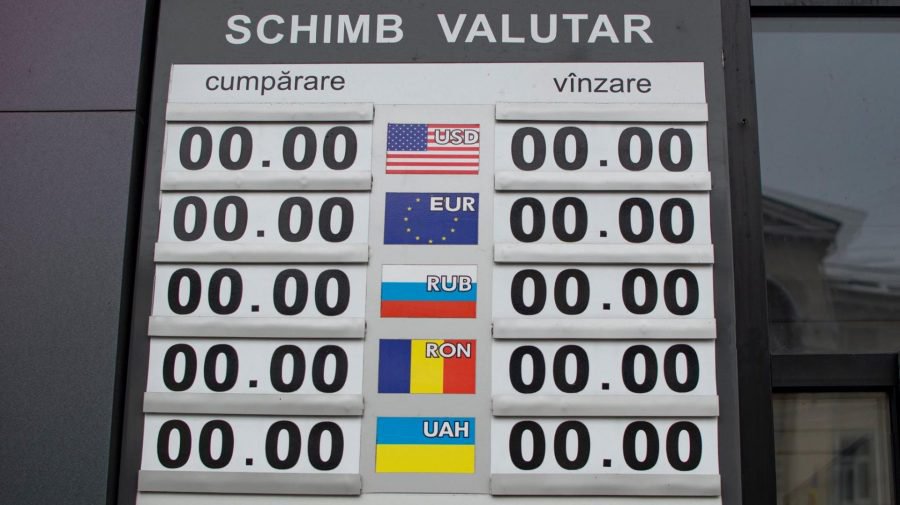 SCHIMB VALUTAR
cumpărare vînzare
00.00 USD 00.00
00.00 EUR 00.00
00.00 RUB 00.00
00.00 RON 00.00
00.00 UAH 00.00